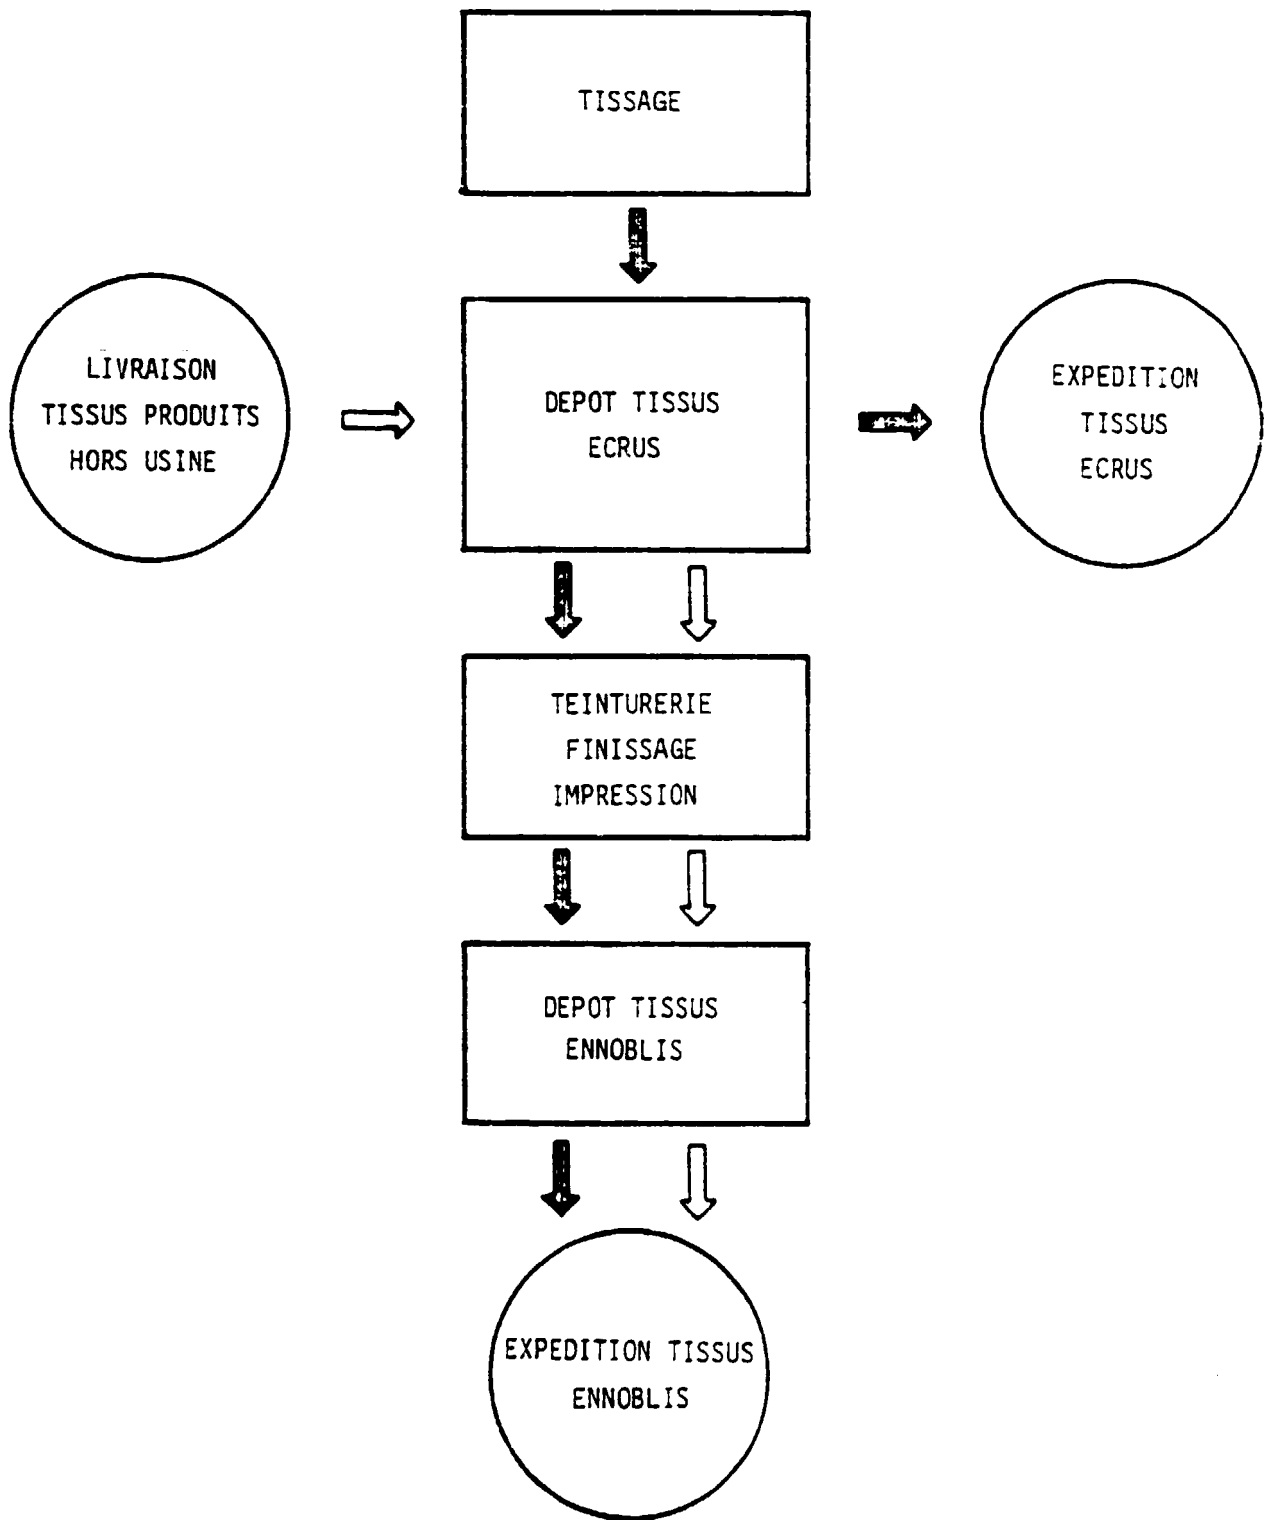 TISSAGE
LIVRAISON
TISSUS PRODUITS
HORS USINE
DEPOT TISSUS
ECRUS
EXPEDITION
TISSUS
ECRUS
TEINTURERIE
FINISSAGE
IMPRESSION
DEPOT TISSUS
ENNOBLIS
EXPEDITION TISSUS
ENNOBLIS